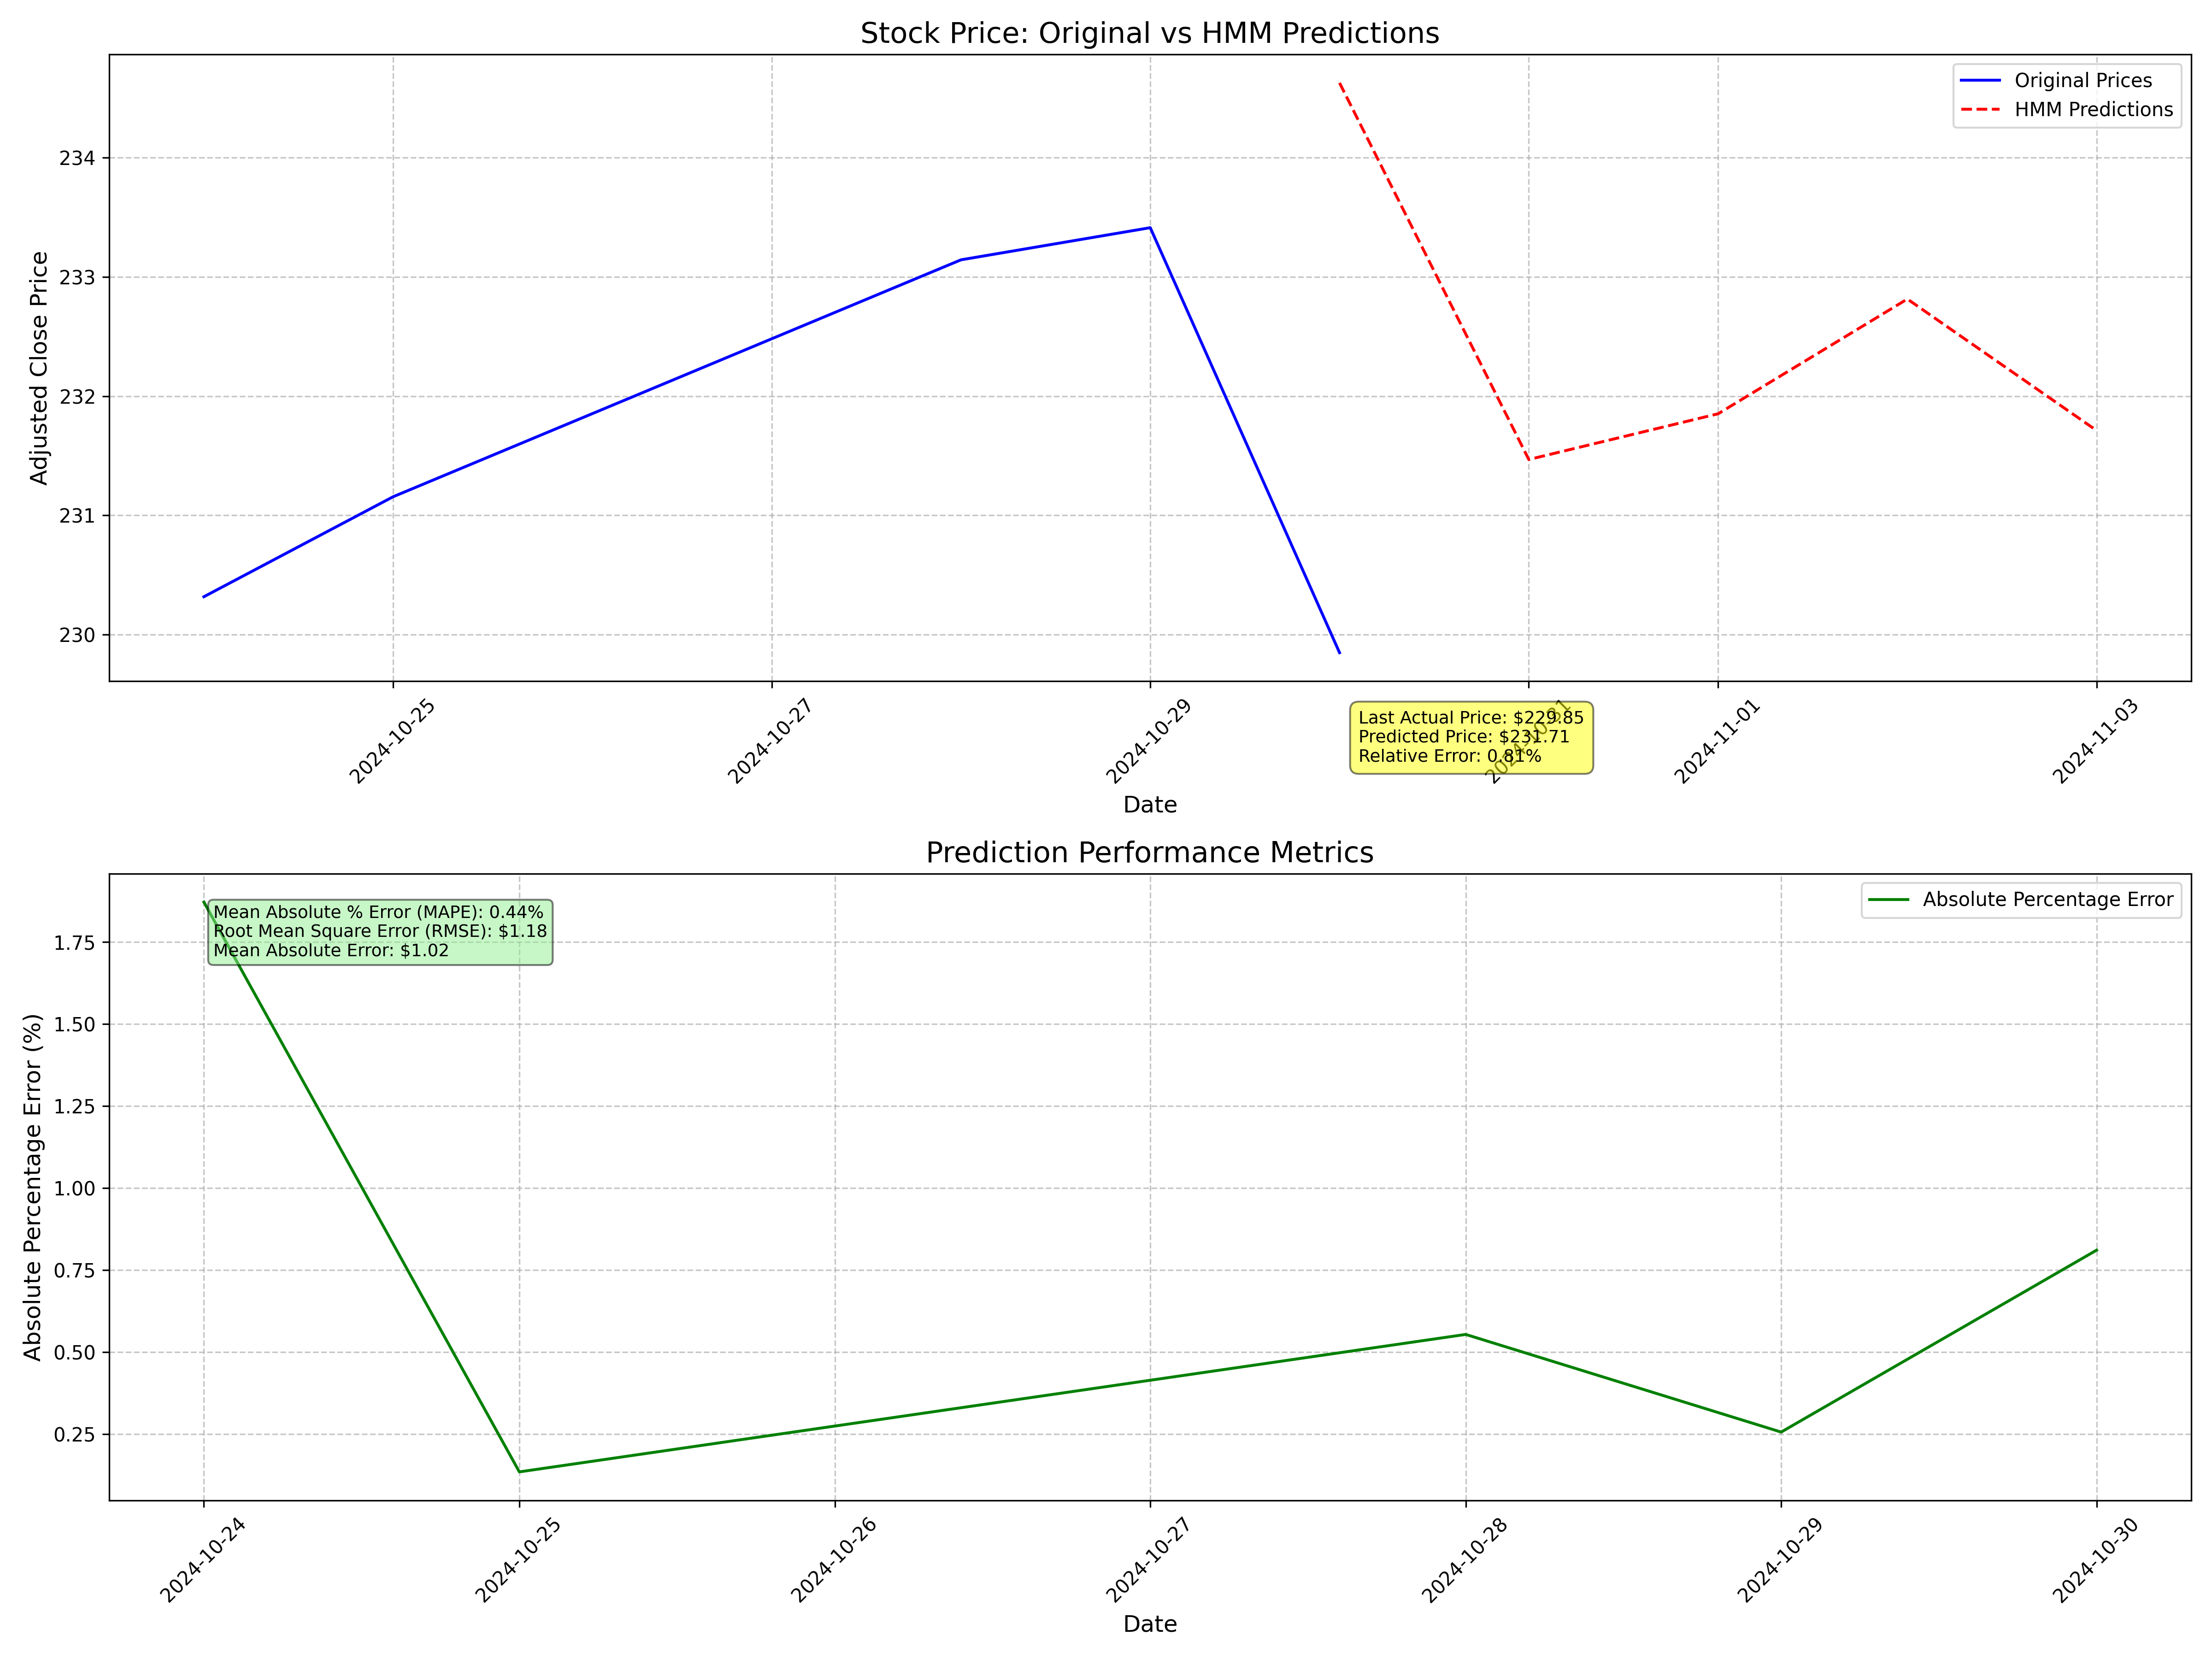 Stock Price: Original vs HMM Predictions
Original Prices
HMM Predictions
Adjusted Close Price
234
233
232
231
230
2024-10-25
2024-10-27
2024-10-29
2024-10-31
2024-11-01
2024-11-03
Last Actual Price: $229.85
Predicted Price: $231.71
Relative Error: 0.81%
Date
Prediction Performance Metrics
Absolute Percentage Error
Mean Absolute % Error (MAPE): 0.44%
Root Mean Square Error (RMSE): $1.18
Mean Absolute Error: $1.02
Absolute Percentage Error (%)
1.75
1.50
1.25
1.00
0.75
0.50
0.25
2024-10-24
2024-10-25
2024-10-26
2024-10-27
2024-10-28
2024-10-29
2024-10-30
Date